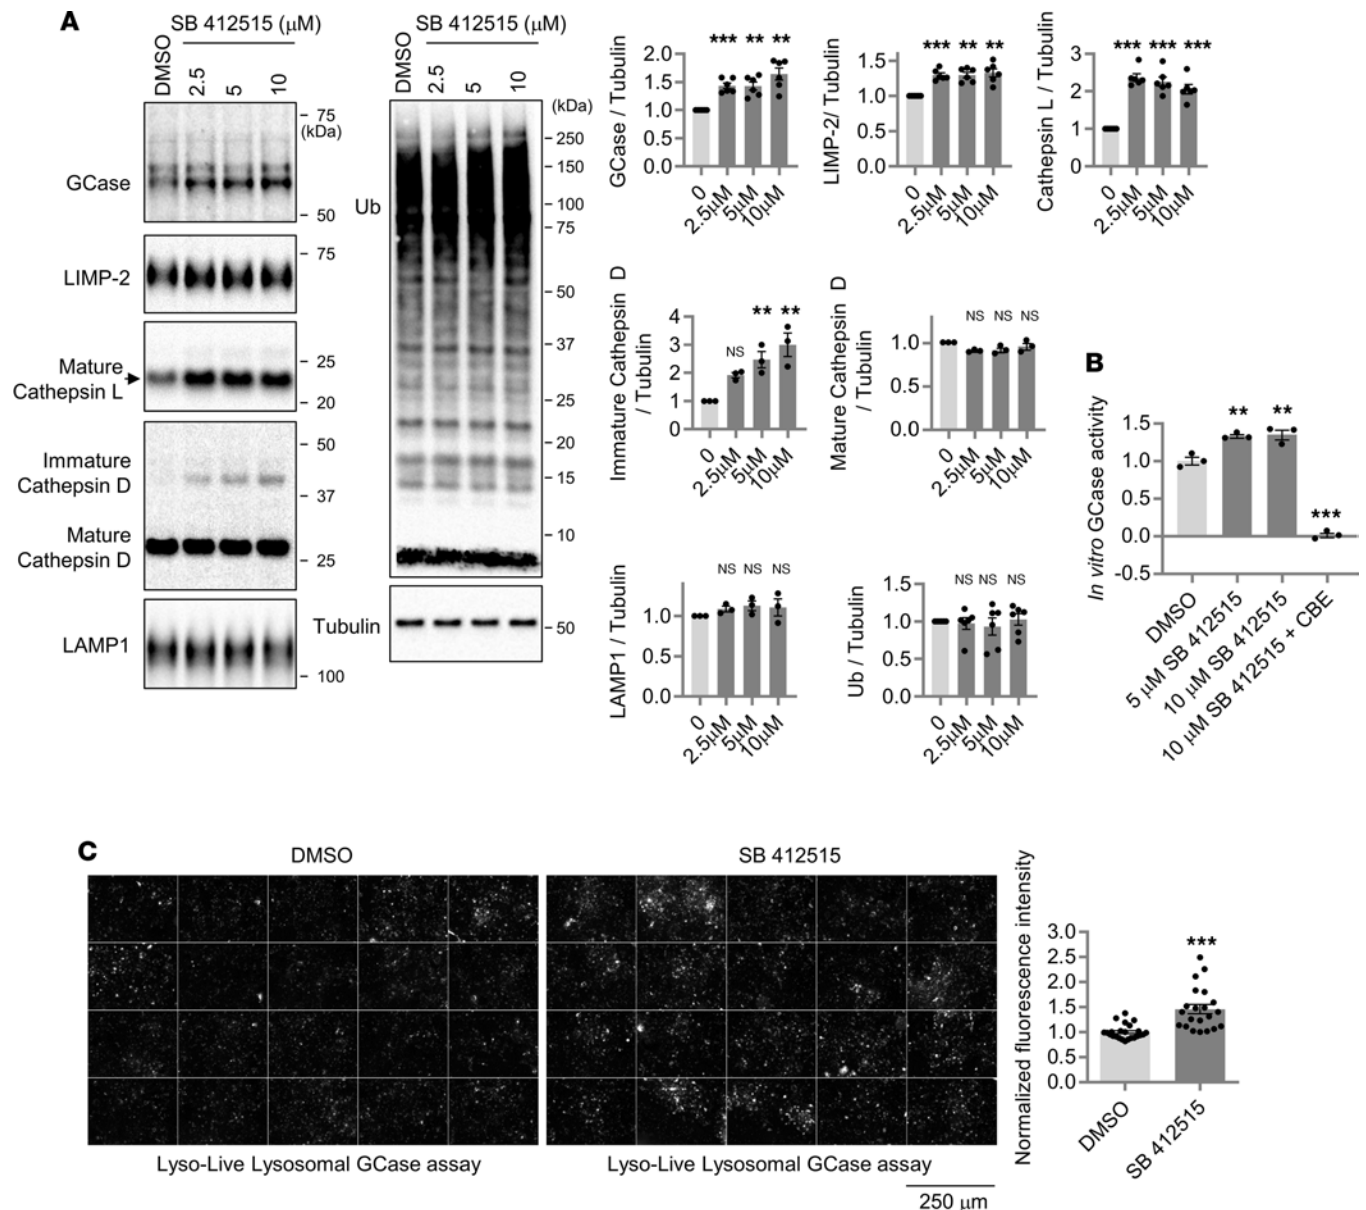 A
SB 412515 (μM)
DMSO
2.5
5
10
75
(kDa)
GCase
50
75
LIMP-2
25
Mature
Cathepsin L
20
50
Immature
Cathepsin D
37
Mature
Cathepsin D
25
LAMP1
100
SB 412515 (μM)
DMSO
2.5
5
10
(kDa)
250
150
Ub
100
75
50
37
25
20
15
10
Tubulin
50
GCase / Tubulin
2.0
1.5
1.0
0.5
0.0
*** ** **
0
2.5μM
5μM
10μM
LIMP-2/ Tubulin
1.5
1.0
0.5
0.0
*** ** **
0
2.5μM
5μM
10μM
Cathepsin L / Tubulin
3
2
1
0
*** *** ***
0
2.5μM
5μM
10μM
Immature Cathepsin D
/ Tubulin
4
3
2
1
0
NS ** **
0
2.5μM
5μM
10μM
Mature Cathepsin D
/ Tubulin
1.0
0.5
0.0
NS NS NS
0
2.5μM
5μM
10μM
LAMP1 / Tubulin
1.0
0.5
0.0
NS NS NS
0
2.5μM
5μM
10μM
Ub / Tubulin
1.5
1.0
0.5
0.0
NS NS NS
0
2.5μM
5μM
10μM
B
In vitro GCase activity
1.5
1.0
0.5
0.0
-0.5
** ** ***
DMSO
5 μM SB 412515
10 μM SB 412515
10 μM SB 412515 + CBE
C
DMSO
SB 412515
Lyso-Live Lysosomal GCase assay
Lyso-Live Lysosomal GCase assay
250 μm
Normalized fluorescence intensity
3.0
2.5
2.0
1.5
1.0
0.5
0.0
***
DMSO
SB 412515